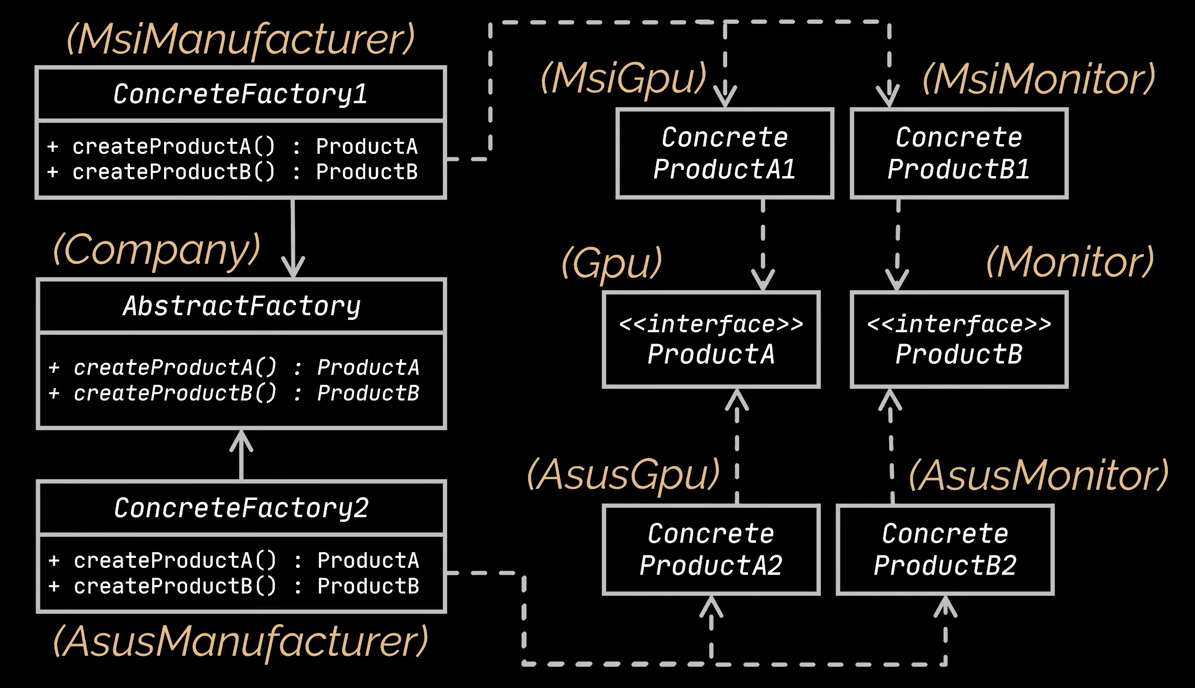 (MsiManufacturer)
ConcreteFactory1
+ createProductA() : ProductA
+ createProductB() : ProductB
(Company)
AbstractFactory
+ createProductA() : ProductA
+ createProductB() : ProductB
ConcreteFactory2
+ createProductA() : ProductA
+ createProductB() : ProductB
(AsusManufacturer)
(MsiGpu)
Concrete
ProductA1
(MsiMonitor)
Concrete
ProductB1
(Gpu)
<<interface>>
ProductA
(Monitor)
<<interface>>
ProductB
(AsusGpu)
Concrete
ProductA2
(AsusMonitor)
Concrete
ProductB2